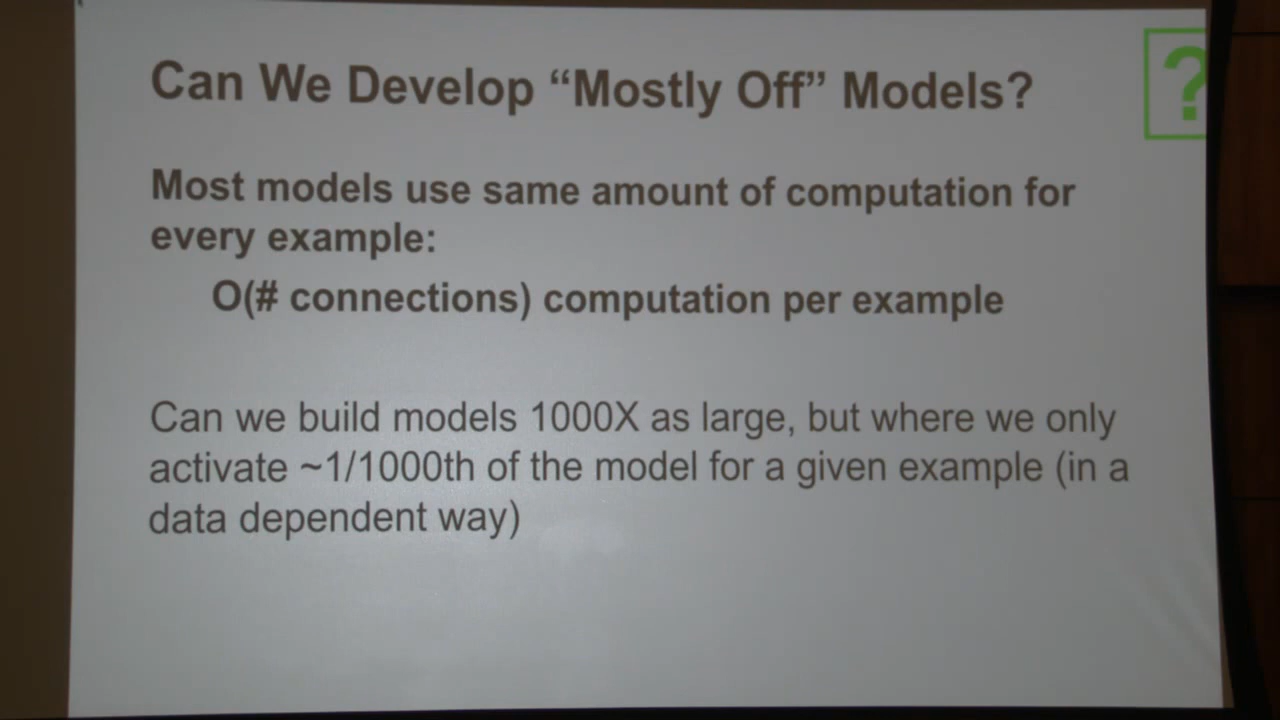 Can We Develop “Mostly Off” Models?
?
Most models use same amount of computation for
every example:
O(# connections) computation per example
Can we build models 1000X as large, but where we only
activate ~1/1000th of the model for a given example (in a
data dependent way)